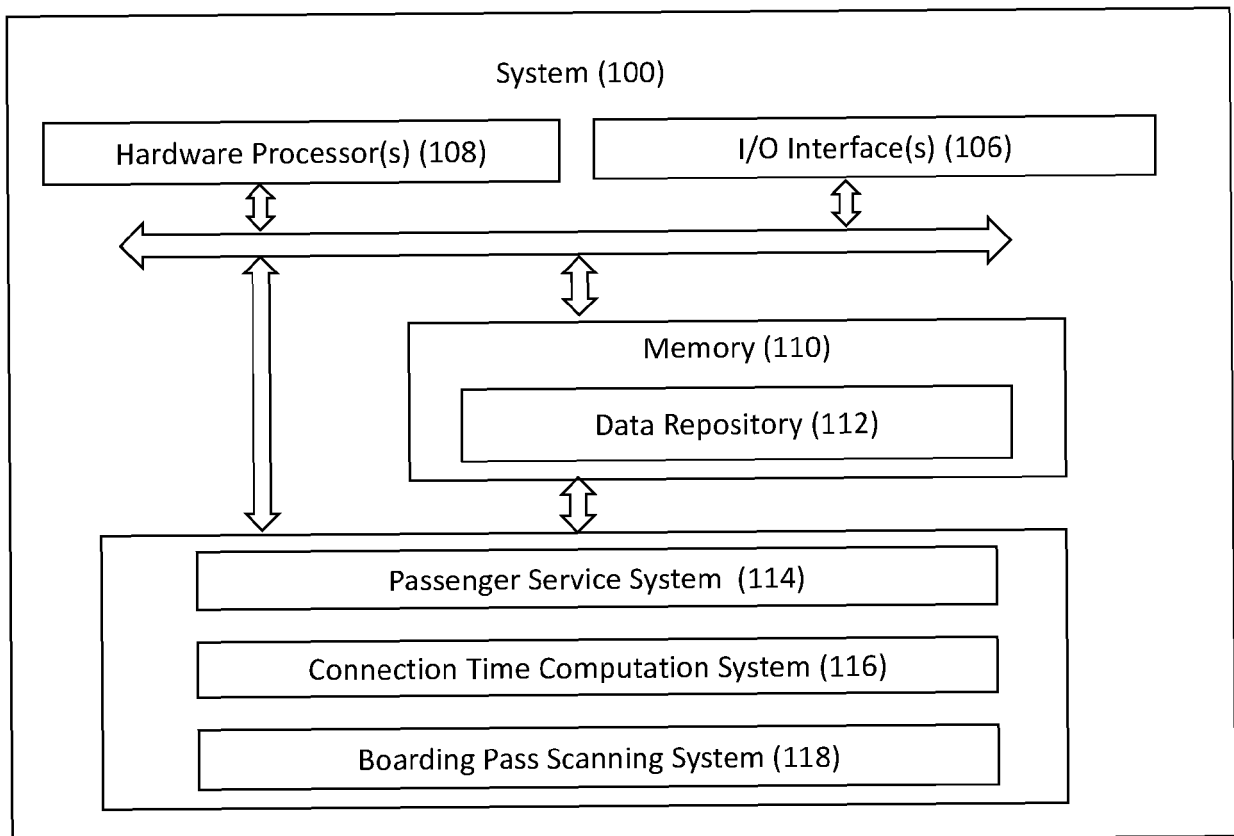 System (100)
Hardware Processor(s) (108)
I/O Interface(s) (106)
Memory (110)
Data Repository (112)
Passenger Service System (114)
Connection Time Computation System (116)
Boarding Pass Scanning System (118)